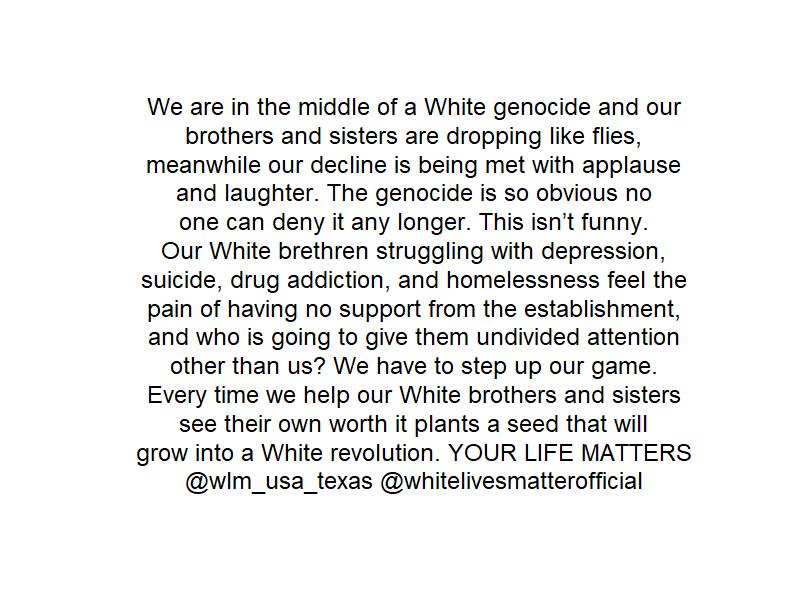 We are in the middle of a White genocide and our
brothers and sisters are dropping like flies,
meanwhile our decline is being met with applause
and laughter. The genocide is so obvious no
one can deny it any longer. This isn’t funny.
Our White brethren struggling with depression,
suicide, drug addiction, and homelessness feel the
pain of having no support from the establishment,
and who is going to give them undivided attention
other than us? We have to step up our game.
Every time we help our White brothers and sisters
see their own worth it plants a seed that will
grow into a White revolution. YOUR LIFE MATTERS
@wlm_usa_texas @whitelivesmatterofficial